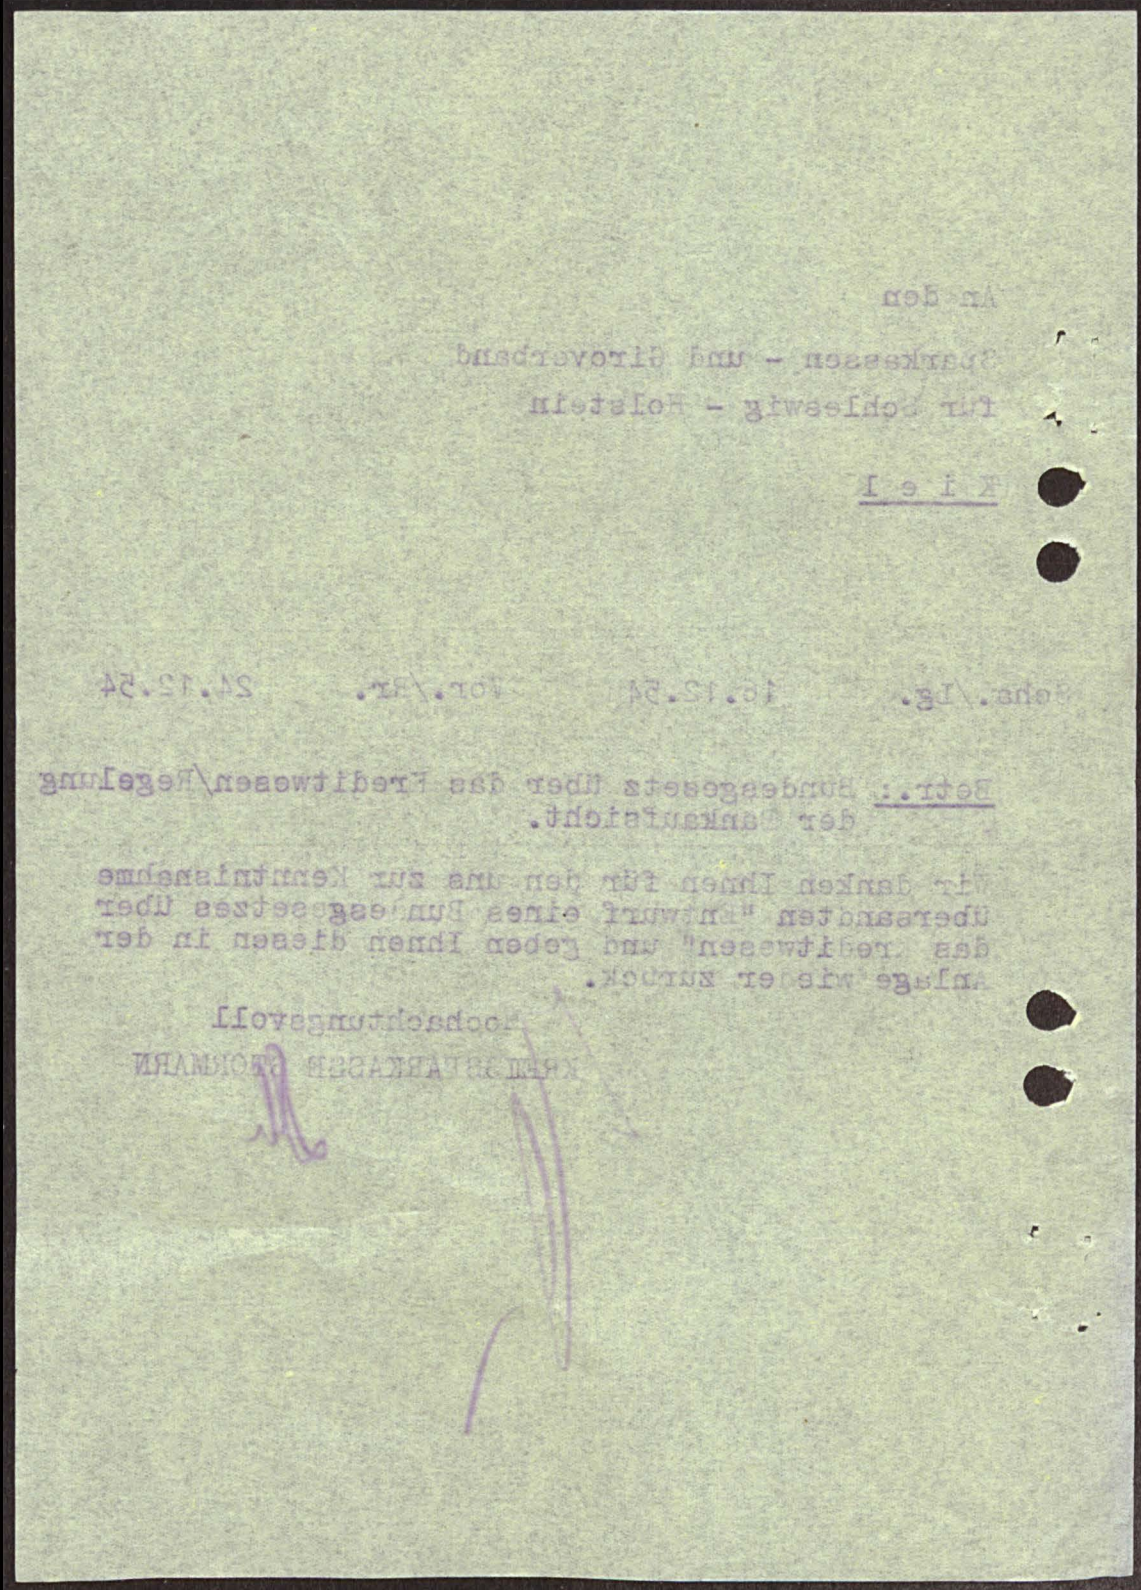 An den
Sparkassen - und Giroverband
für Schleswig - Holstein
K i e l
Scha./Lg. 16.12.54 Vor./Br. 24.12.54
Betr.: Bundesgesetz über das Kreditwesen/Regelung
der Bankaufsicht.
Wir danken Ihnen für den uns zur Kenntnisnahme
übersandten "Entwurf eines Bundesgesetzes über
das Kreditwesen" und geben Ihnen diesen in der
Anlage wieder zurück.
Hochachtungsvoll
KREISSPARKASSE STORMARN